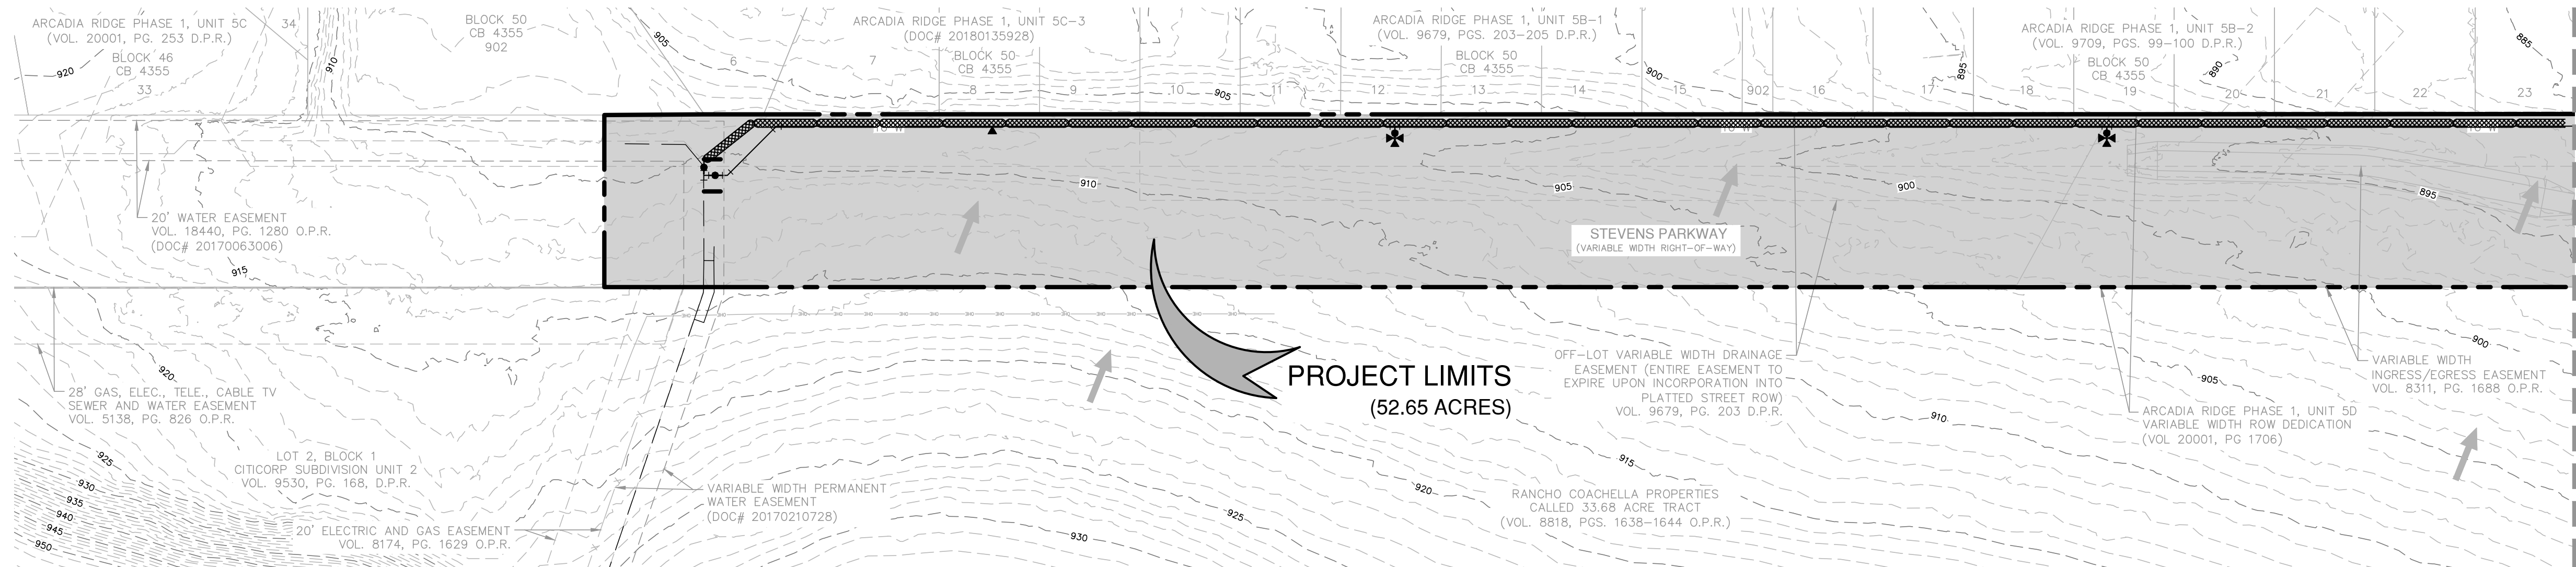 ARCADIA RIDGE PHASE 1, UNIT 5C
(VOL. 20001, PG. 253 D.P.R.)
BLOCK 46
CB 4355
33
34
920
910
BLOCK 50
CB 4355
902
905
6
7
ARCADIA RIDGE PHASE 1, UNIT 5C-3
(DOC# 20180135928)
BLOCK 50
CB 4355
8
9
10
11
905
ARCADIA RIDGE PHASE 1, UNIT 5B-1
(VOL. 9679, PGS. 203-205 D.P.R.)
BLOCK 50
CB 4355
12
13
14
15
900
902
895
ARCADIA RIDGE PHASE 1, UNIT 5B-2
(VOL. 9709, PGS. 99-100 D.P.R.)
BLOCK 50
CB 4355
16
17
18
19
20
21
22
23
890
885
910
905
900
895
STEVENS PARKWAY
(VARIABLE WIDTH RIGHT-OF-WAY)
20' WATER EASEMENT
VOL. 18440, PG. 1280 O.P.R.
(DOC# 20170063006)
915
920
28' GAS, ELEC., TELE., CABLE TV
SEWER AND WATER EASEMENT
VOL. 5138, PG. 826 O.P.R.
LOT 2, BLOCK 1
CITICORP SUBDIVISION UNIT 2
VOL. 9530, PG. 168, D.P.R.
925
930
935
940
945
950
20' ELECTRIC AND GAS EASEMENT
VOL. 8174, PG. 1629 O.P.R.
VARIABLE WIDTH PERMANENT
WATER EASEMENT
(DOC# 20170210728)
PROJECT LIMITS
(52.65 ACRES)
930
925
920
915
910
905
900
OFF-LOT VARIABLE WIDTH DRAINAGE
EASEMENT (ENTIRE EASEMENT TO
EXPIRE UPON INCORPORATION INTO
PLATTED STREET ROW)
VOL. 9679, PG. 203 D.P.R.
RANCHO COACHELLA PROPERTIES
CALLED 33.68 ACRE TRACT
(VOL. 8818, PGS. 1638-1644 O.P.R.)
ARCADIA RIDGE PHASE 1, UNIT 5D
VARIABLE WIDTH ROW DEDICATION
(VOL 20001, PG 1706)
VARIABLE WIDTH
INGRESS/EGRESS EASEMENT
VOL. 8311, PG. 1688 O.P.R.